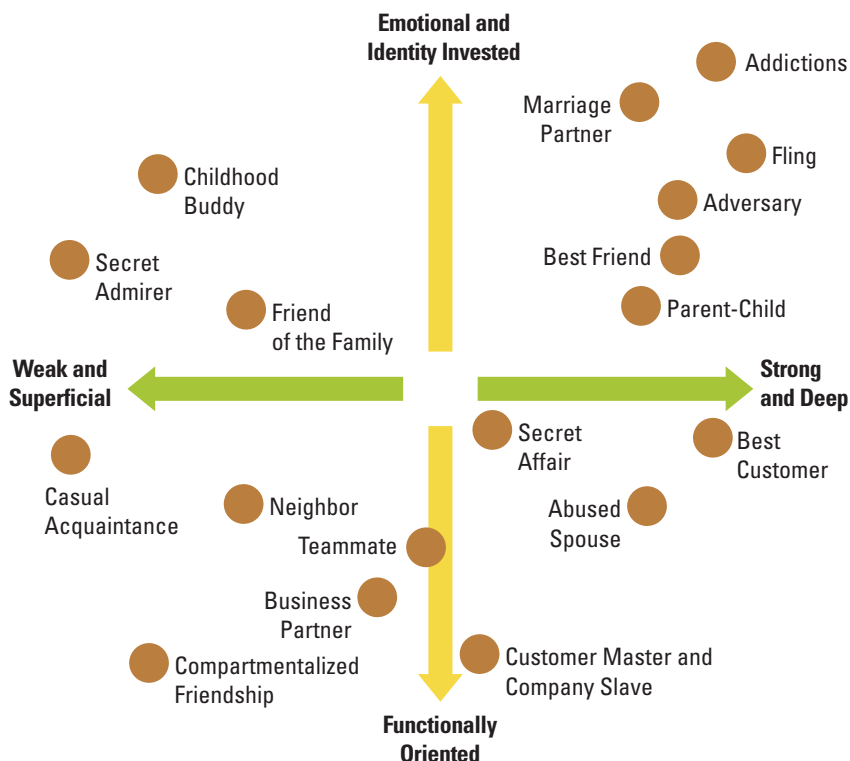 Emotional and
Identity Invested
Addictions
Marriage
Partner
Fling
Childhood
Buddy
Adversary
Secret
Admirer
Best Friend
Friend
of the Family
Parent-Child
Weak and
Superficial
Strong
and Deep
Secret
Affair
Best
Customer
Casual
Acquaintance
Neighbor
Abused
Spouse
Teammate
Business
Partner
Compartmentalized
Friendship
Customer Master and
Company Slave
Functionally
Oriented